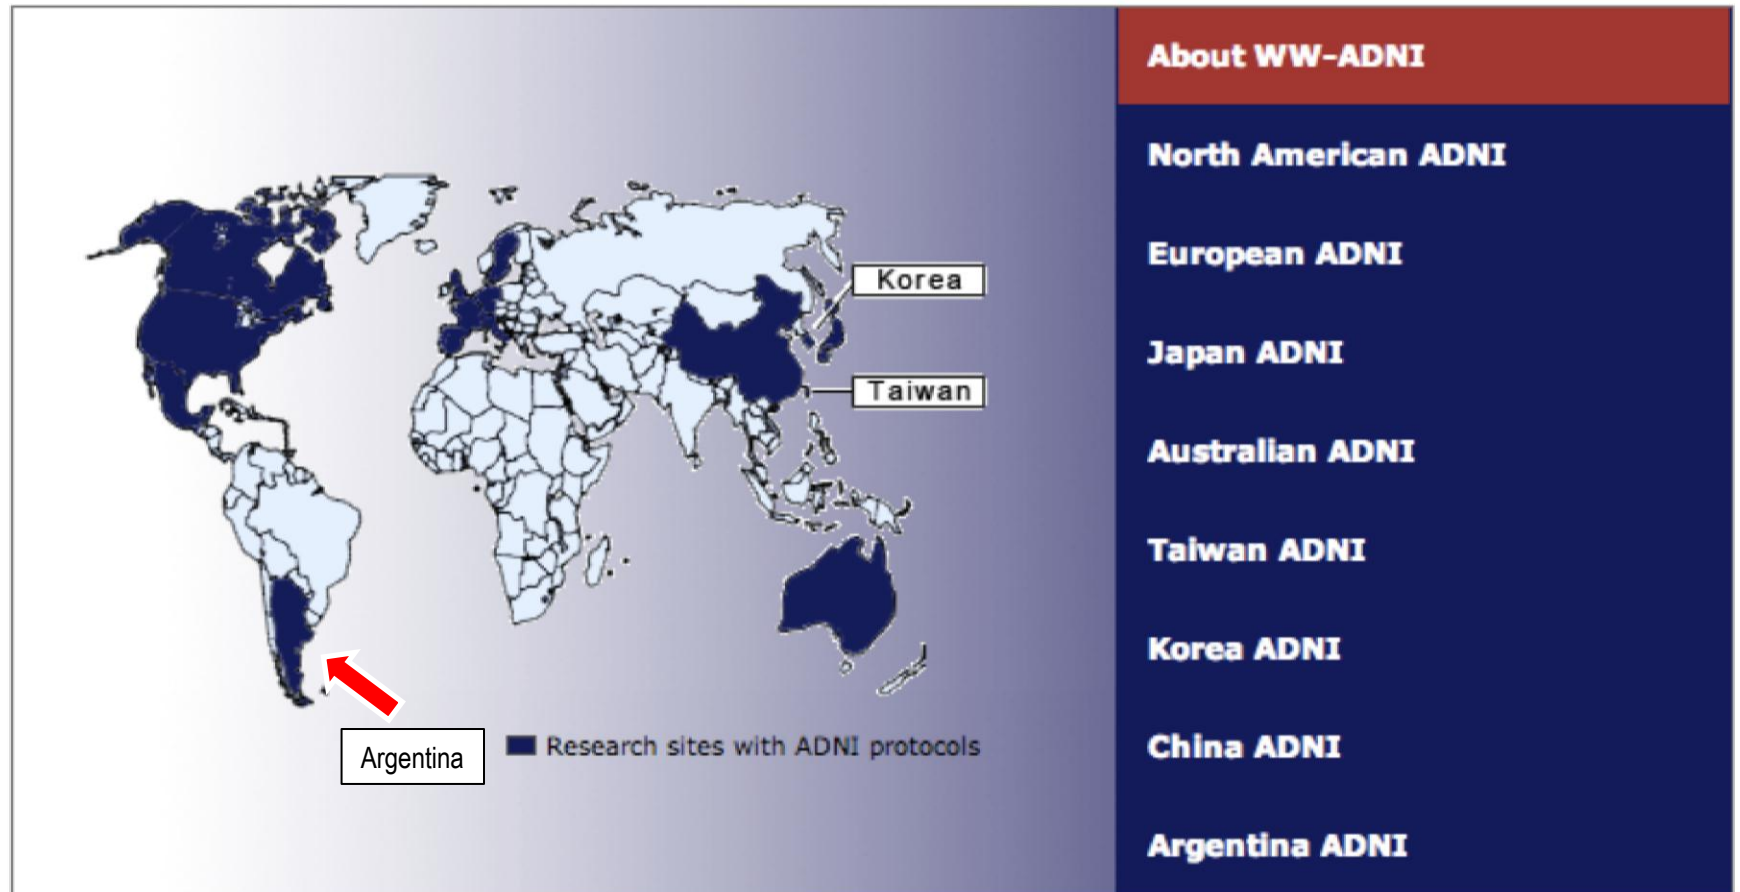 About WW-ADNI
North American ADNI
European ADNI
Korea
Japan ADNI
Taiwan
Australian ADNI
Taiwan ADNI
Korea ADNI
Argentina
Research sites with ADNI protocols
China ADNI
Argentina ADNI